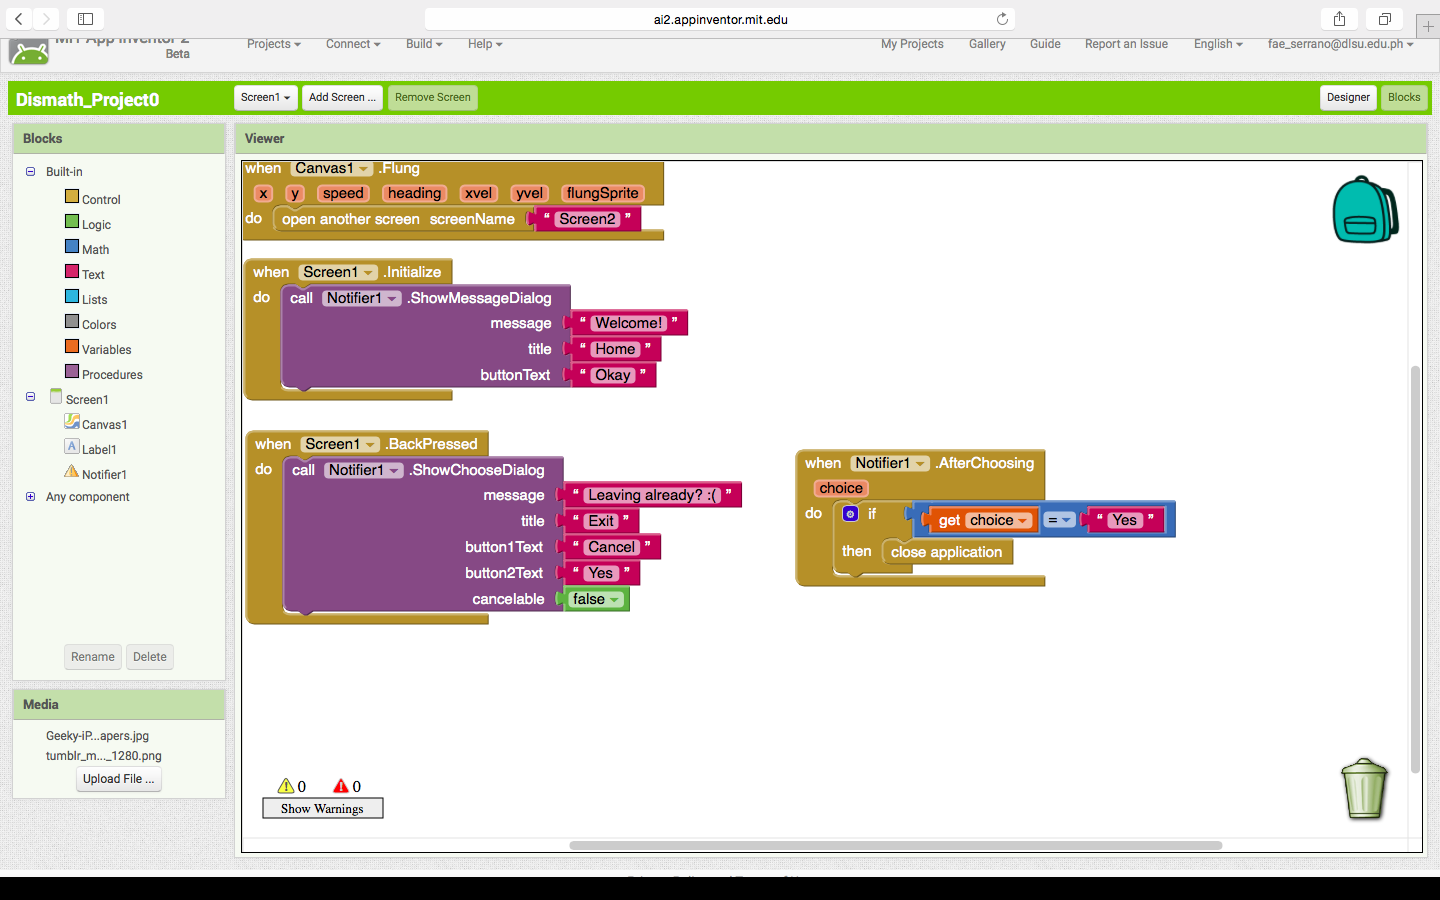 ai2.appinventor.mit.edu
MIT App Inventor 2
Beta
Projects Connect Build Help My Projects Gallery Guide Report an Issue English fae_serrano@dlsu.edu.ph
Dismath_Project0 Screen1 Add Screen ... Remove Screen Designer Blocks
Blocks
Built-in
Control
Logic
Math
Text
Lists
Colors
Variables
Procedures
Screen1
Canvas1
A Label1
Notifier1
Any component
Rename Delete
Media
Geeky-iP...apers.jpg
tumblr_m..._1280.png
Upload File ...
Viewer
when Canvas1 .Flung
x y speed heading xvel yvel flungSprite
do open another screen screenName “ Screen2 ”
when Screen1 .Initialize
do call Notifier1 .ShowMessageDialog
message “ Welcome! ”
title “ Home ”
buttonText “ Okay ”
when Screen1 .BackPressed
do call Notifier1 .ShowChooseDialog
message “ Leaving already? :( ”
title “ Exit ”
button1Text “ Cancel ”
button2Text “ Yes ”
cancelable false
when Notifier1 .AfterChoosing
choice
do if get choice = “ Yes ”
then close application
0 0
Show Warnings